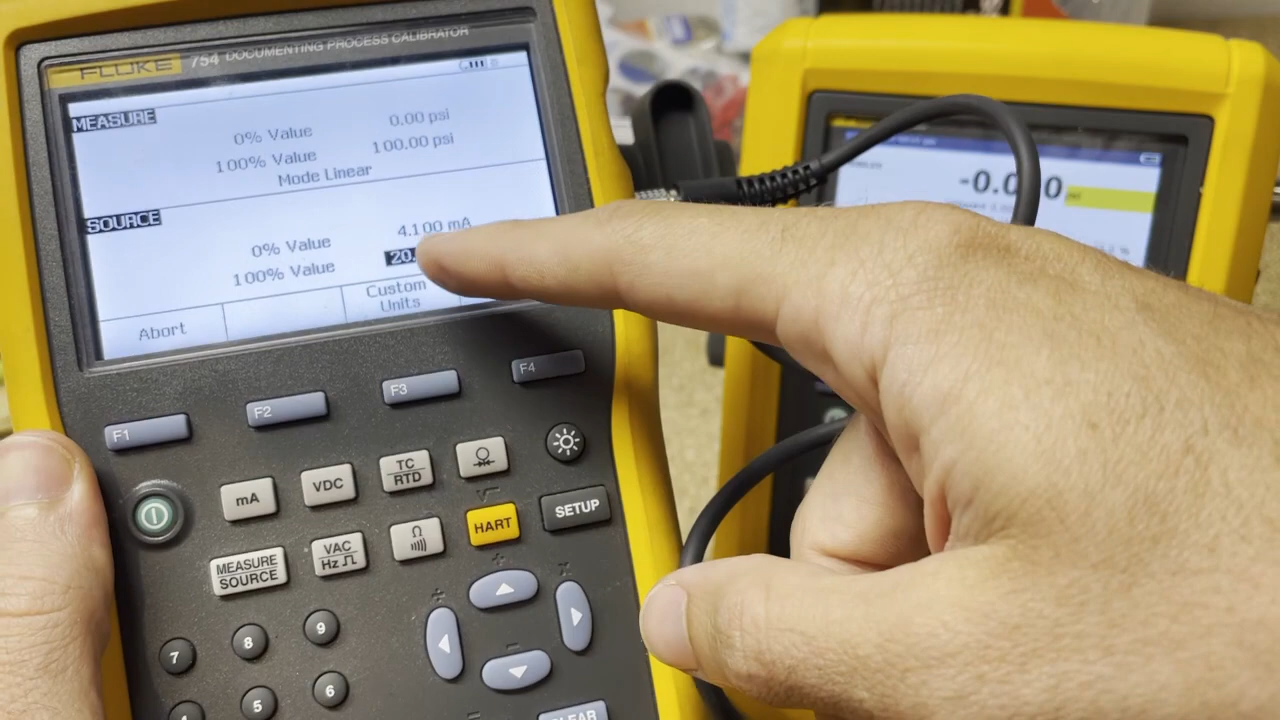 FLUKE 754 DOCUMENTING PROCESS CALIBRATOR
MEASURE
0% Value 0.00 psi
100% Value 100.00 psi
Mode Linear
SOURCE
0% Value 4.100 mA
100% Value 20.
Abort
Custom
Units
F1 F2 F3 F4
mA VDC TC RTD
MEASURE SOURCE
VAC Hz
Ω
HART
SETUP
7 8 9
5 6
-0.0 0